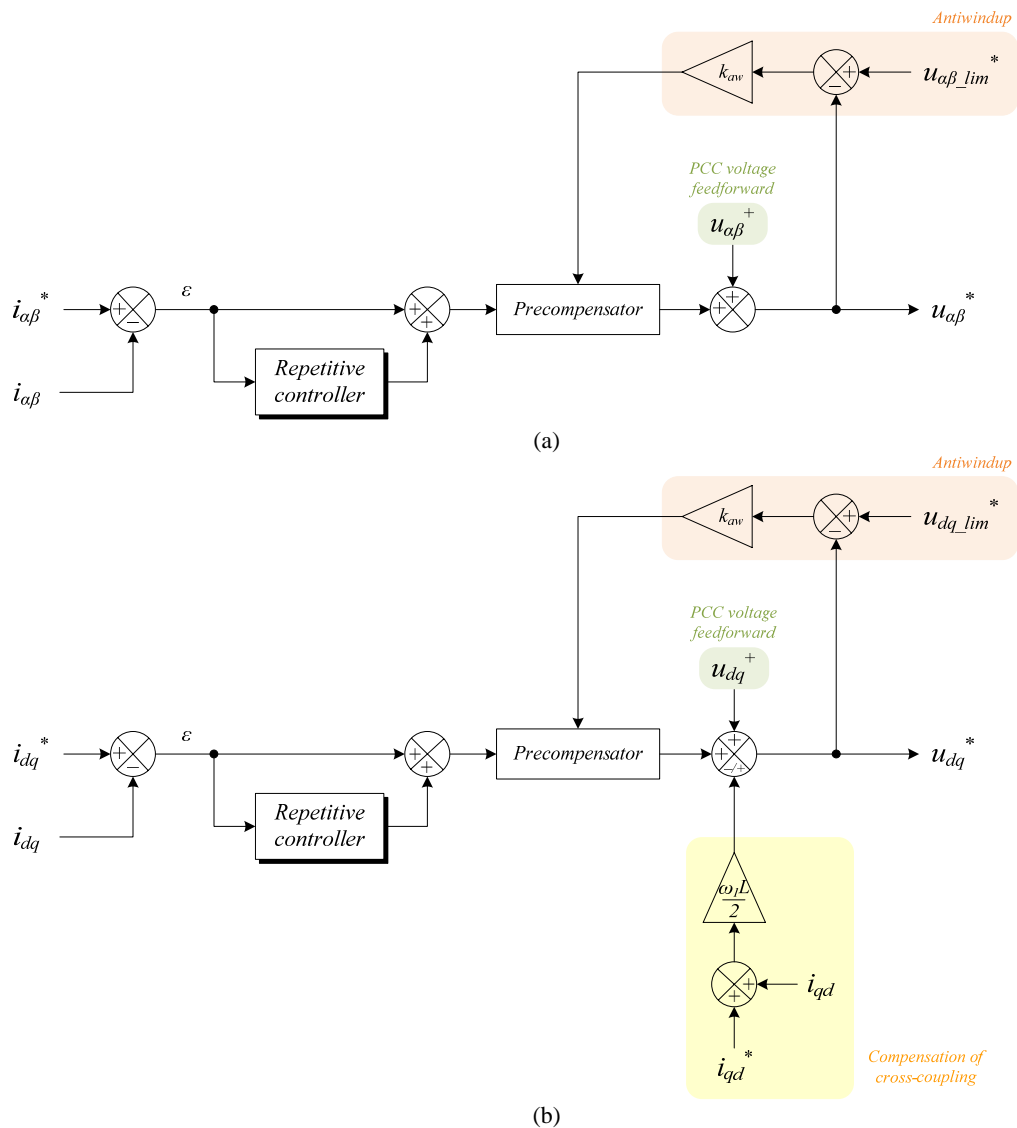 Antiwindup
k_aw
− +
u_αβ_lim^*
PCC voltage
feedforward
u_αβ^+
i_αβ^*
+ −
ε
+ +
Precompensator
+ +
u_αβ^*
i_αβ
Repetitive
controller
(a)
Antiwindup
k_aw
− +
u_dq_lim^*
PCC voltage
feedforward
u_dq^+
i_dq^*
+ −
ε
+ +
Precompensator
+ + −/+
u_dq^*
i_dq
Repetitive
controller
ω_1L
2
+ +
i_qd
i_qd^*
Compensation of
cross-coupling
(b)